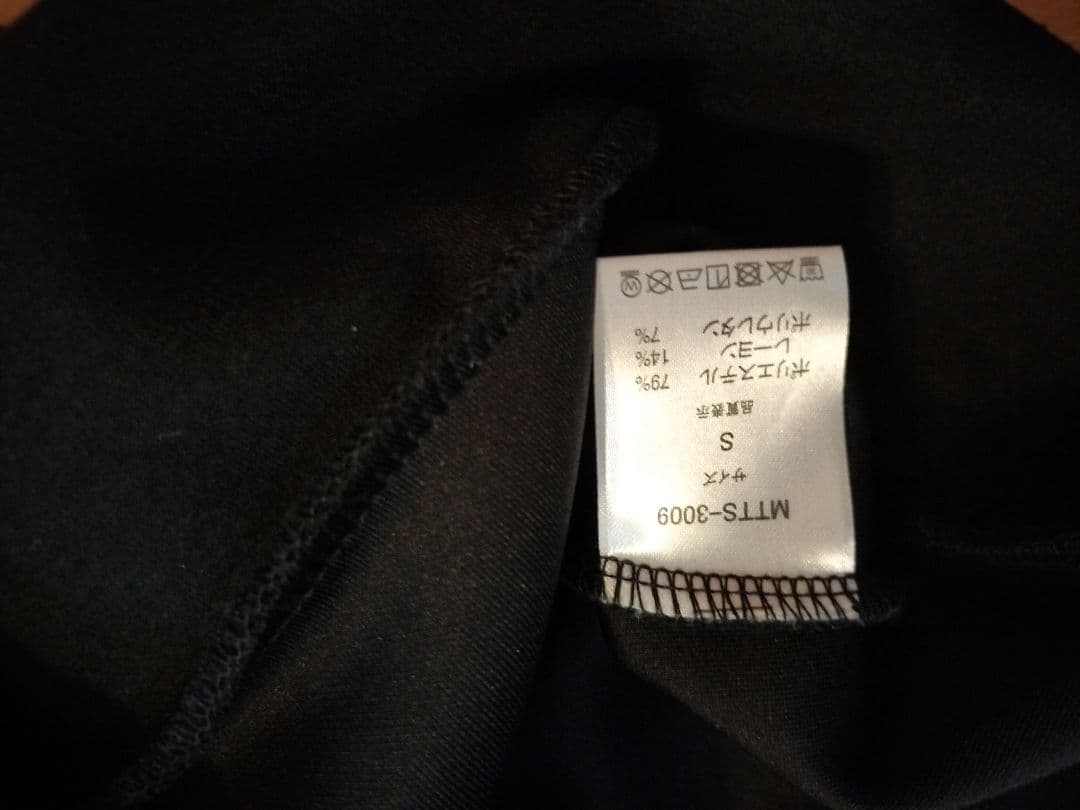 MTTS-3009
サイズ
S
品質表示
ポリエステル 79%
レーヨン 14%
ポリウレタン 7%
W